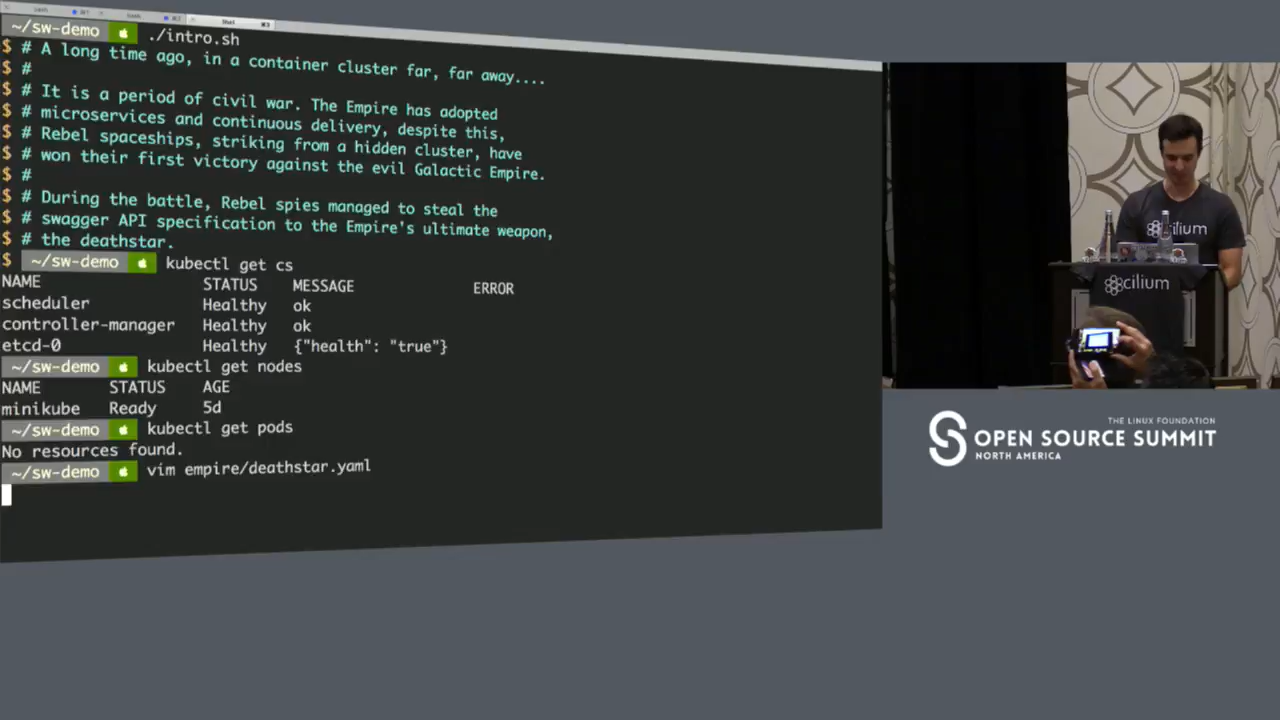 ~/sw-demo ./intro.sh
$ # A long time ago, in a container cluster far, far away....
$ #
$ # It is a period of civil war. The Empire has adopted
$ # microservices and continuous delivery, despite this,
$ # Rebel spaceships, striking from a hidden cluster, have
$ # won their first victory against the evil Galactic Empire.
$ #
$ # During the battle, Rebel spies managed to steal the
$ # swagger API specification to the Empire's ultimate weapon,
$ # the deathstar.
$ ~/sw-demo kubectl get cs
NAME STATUS MESSAGE ERROR
scheduler Healthy ok
controller-manager Healthy ok
etcd-0 Healthy {"health": "true"}
~/sw-demo kubectl get nodes
NAME STATUS AGE
minikube Ready 5d
~/sw-demo kubectl get pods
No resources found.
~/sw-demo vim empire/deathstar.yaml
cilium
cilium
THE LINUX FOUNDATION
OPEN SOURCE SUMMIT
NORTH AMERICA